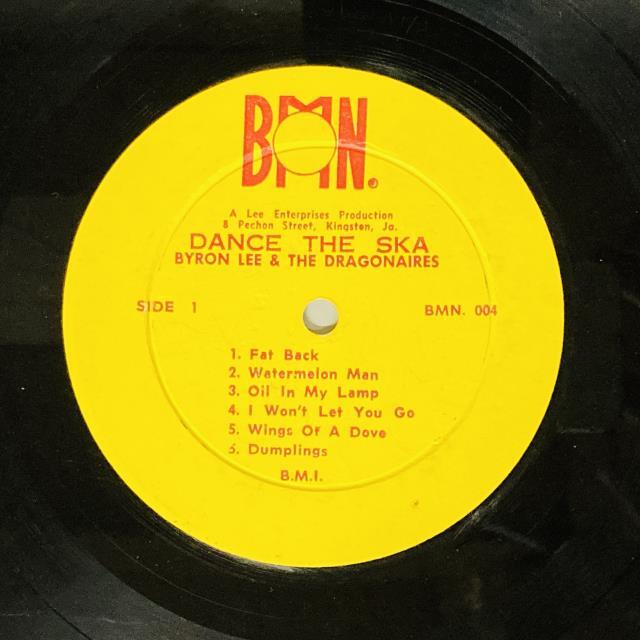 BMN.
A Lee Enterprises Production
8 Pechon Street, Kingston, Ja.
DANCE THE SKA
BYRON LEE & THE DRAGONAIRES
SIDE 1 BMN. 004
1. Fat Back
2. Watermelon Man
3. Oil In My Lamp
4. I Won't Let You Go
5. Wings Of A Dove
5. Dumplings
B.M.I.